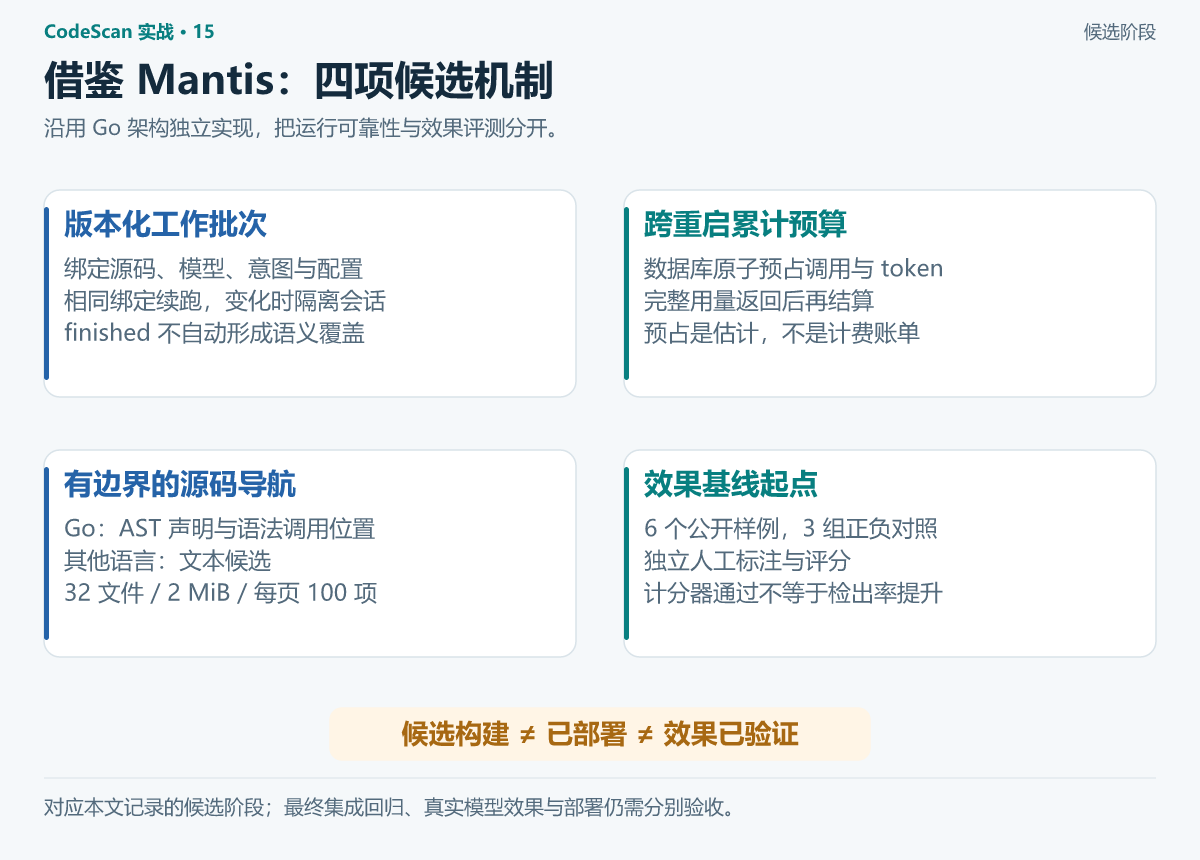 CodeScan 实战 • 15
候选阶段
借鉴 Mantis：四项候选机制
沿用 Go 架构独立实现，把运行可靠性与效果评测分开。
版本化工作批次
绑定源码、模型、意图与配置
相同绑定续跑，变化时隔离会话
finished 不自动形成语义覆盖
跨重启累计预算
数据库原子预占调用与 token
完整用量返回后再结算
预占是估计，不是计费账单
有边界的源码导航
Go：AST 声明与语法调用位置
其他语言：文本候选
32 文件 / 2 MiB / 每页 100 项
效果基线起点
6 个公开样例，3 组正负对照
独立人工标注与评分
计分器通过不等于检出率提升
候选构建 ≠ 已部署 ≠ 效果已验证
对应本文记录的候选阶段；最终集成回归、真实模型效果与部署仍需分别验收。